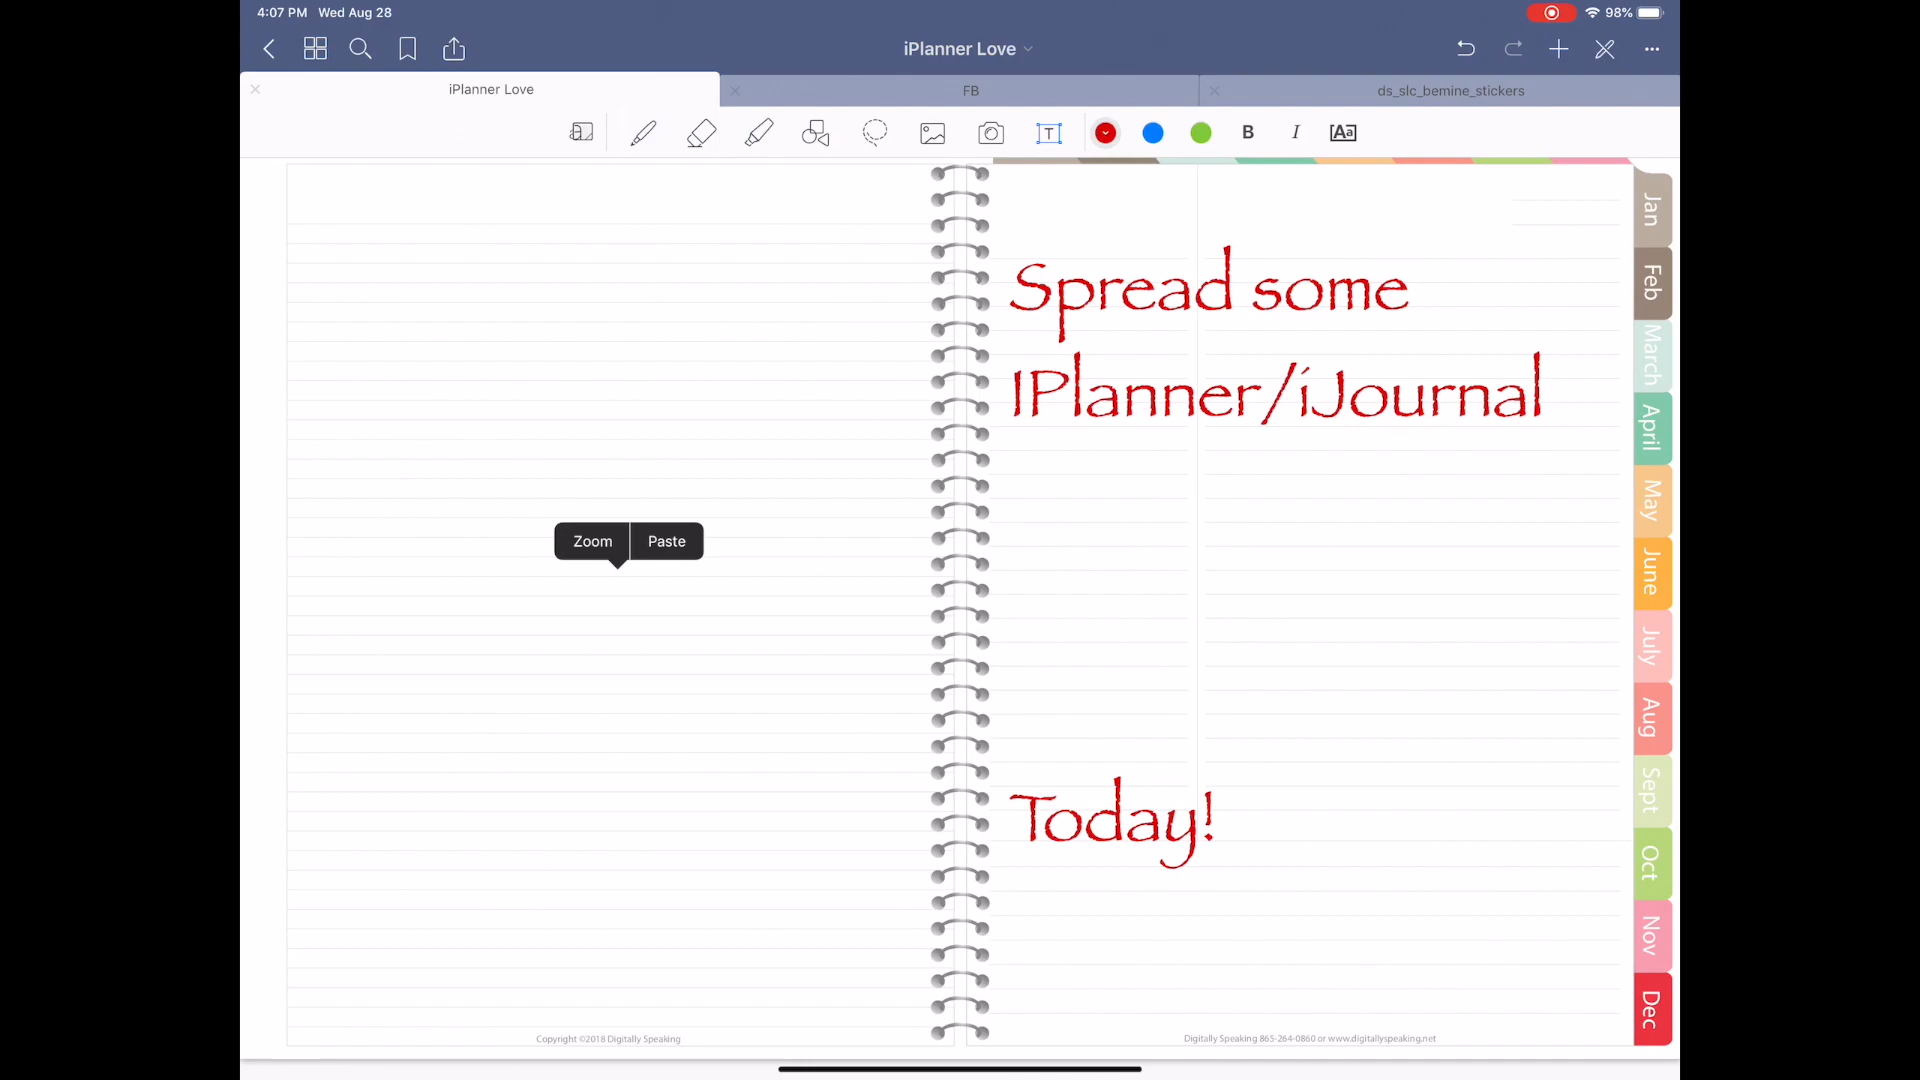 4:07 PM Wed Aug 28
98%
iPlanner Love
iPlanner Love
FB
ds_slc_bemine_stickers
a
T
B
I
Aa
Spread some
IPlanner/iJournal
Today!
Zoom
Paste
Jan
Feb
March
April
May
June
July
Aug
Sept
Oct
Nov
Dec
Copyright ©2018 Digitally Speaking
Digitally Speaking 865-264-0860 or www.digitallyspeaking.net